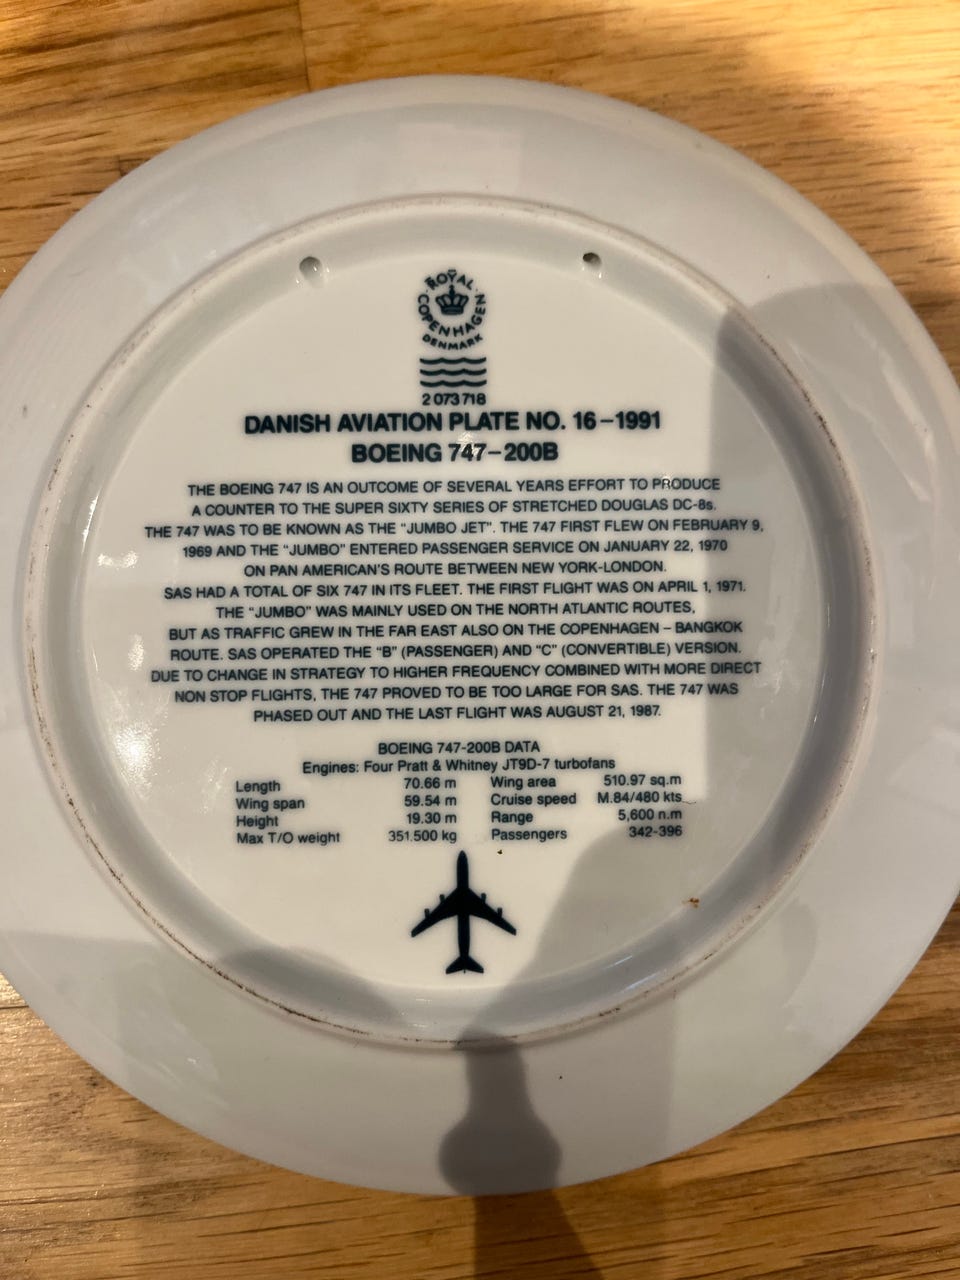 ROYAL COPENHAGEN
DENMARK
2 073 718
DANISH AVIATION PLATE NO. 16–1991
BOEING 747–200B
THE BOEING 747 IS AN OUTCOME OF SEVERAL YEARS EFFORT TO PRODUCE
A COUNTER TO THE SUPER SIXTY SERIES OF STRETCHED DOUGLAS DC-8s.
THE 747 WAS TO BE KNOWN AS THE "JUMBO JET". THE 747 FIRST FLEW ON FEBRUARY 9,
1969 AND THE "JUMBO" ENTERED PASSENGER SERVICE ON JANUARY 22, 1970
ON PAN AMERICAN'S ROUTE BETWEEN NEW YORK-LONDON.
SAS HAD A TOTAL OF SIX 747 IN ITS FLEET. THE FIRST FLIGHT WAS ON APRIL 1, 1971.
THE "JUMBO" WAS MAINLY USED ON THE NORTH ATLANTIC ROUTES,
BUT AS TRAFFIC GREW IN THE FAR EAST ALSO ON THE COPENHAGEN – BANGKOK
ROUTE. SAS OPERATED THE "B" (PASSENGER) AND "C" (CONVERTIBLE) VERSION.
DUE TO CHANGE IN STRATEGY TO HIGHER FREQUENCY COMBINED WITH MORE DIRECT
NON STOP FLIGHTS, THE 747 PROVED TO BE TOO LARGE FOR SAS. THE 747 WAS
PHASED OUT AND THE LAST FLIGHT WAS AUGUST 21, 1987.
BOEING 747-200B DATA
Engines: Four Pratt & Whitney JT9D-7 turbofans
Length 70.66 m Wing area 510.97 sq.m
Wing span 59.54 m Cruise speed M.84/480 kts
Height 19.30 m Range 5,600 n.m
Max T/O weight 351.500 kg Passengers 342-396